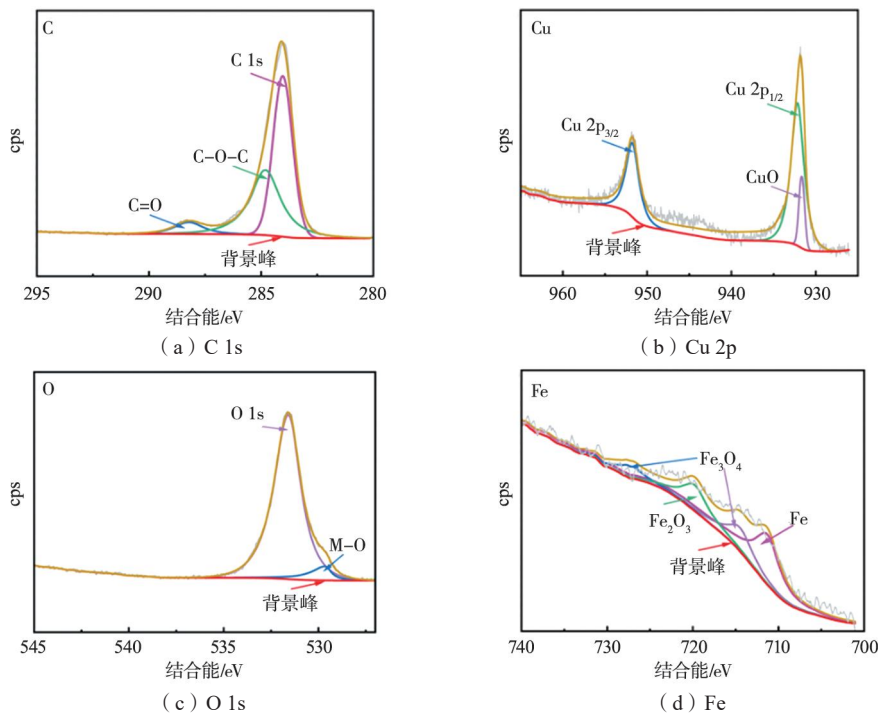 C
C 1s
C-O-C
C=O
背景峰
cps
295 290 285 280
结合能/eV
(a) C 1s
Cu
Cu 2p1/2
Cu 2p3/2
CuO
背景峰
cps
960 950 940 930
结合能/eV
(b) Cu 2p
O
O 1s
M-O
背景峰
cps
545 540 535 530
结合能/eV
(c) O 1s
Fe
Fe3O4
Fe2O3
Fe
背景峰
cps
740 730 720 710 700
结合能/eV
(d) Fe